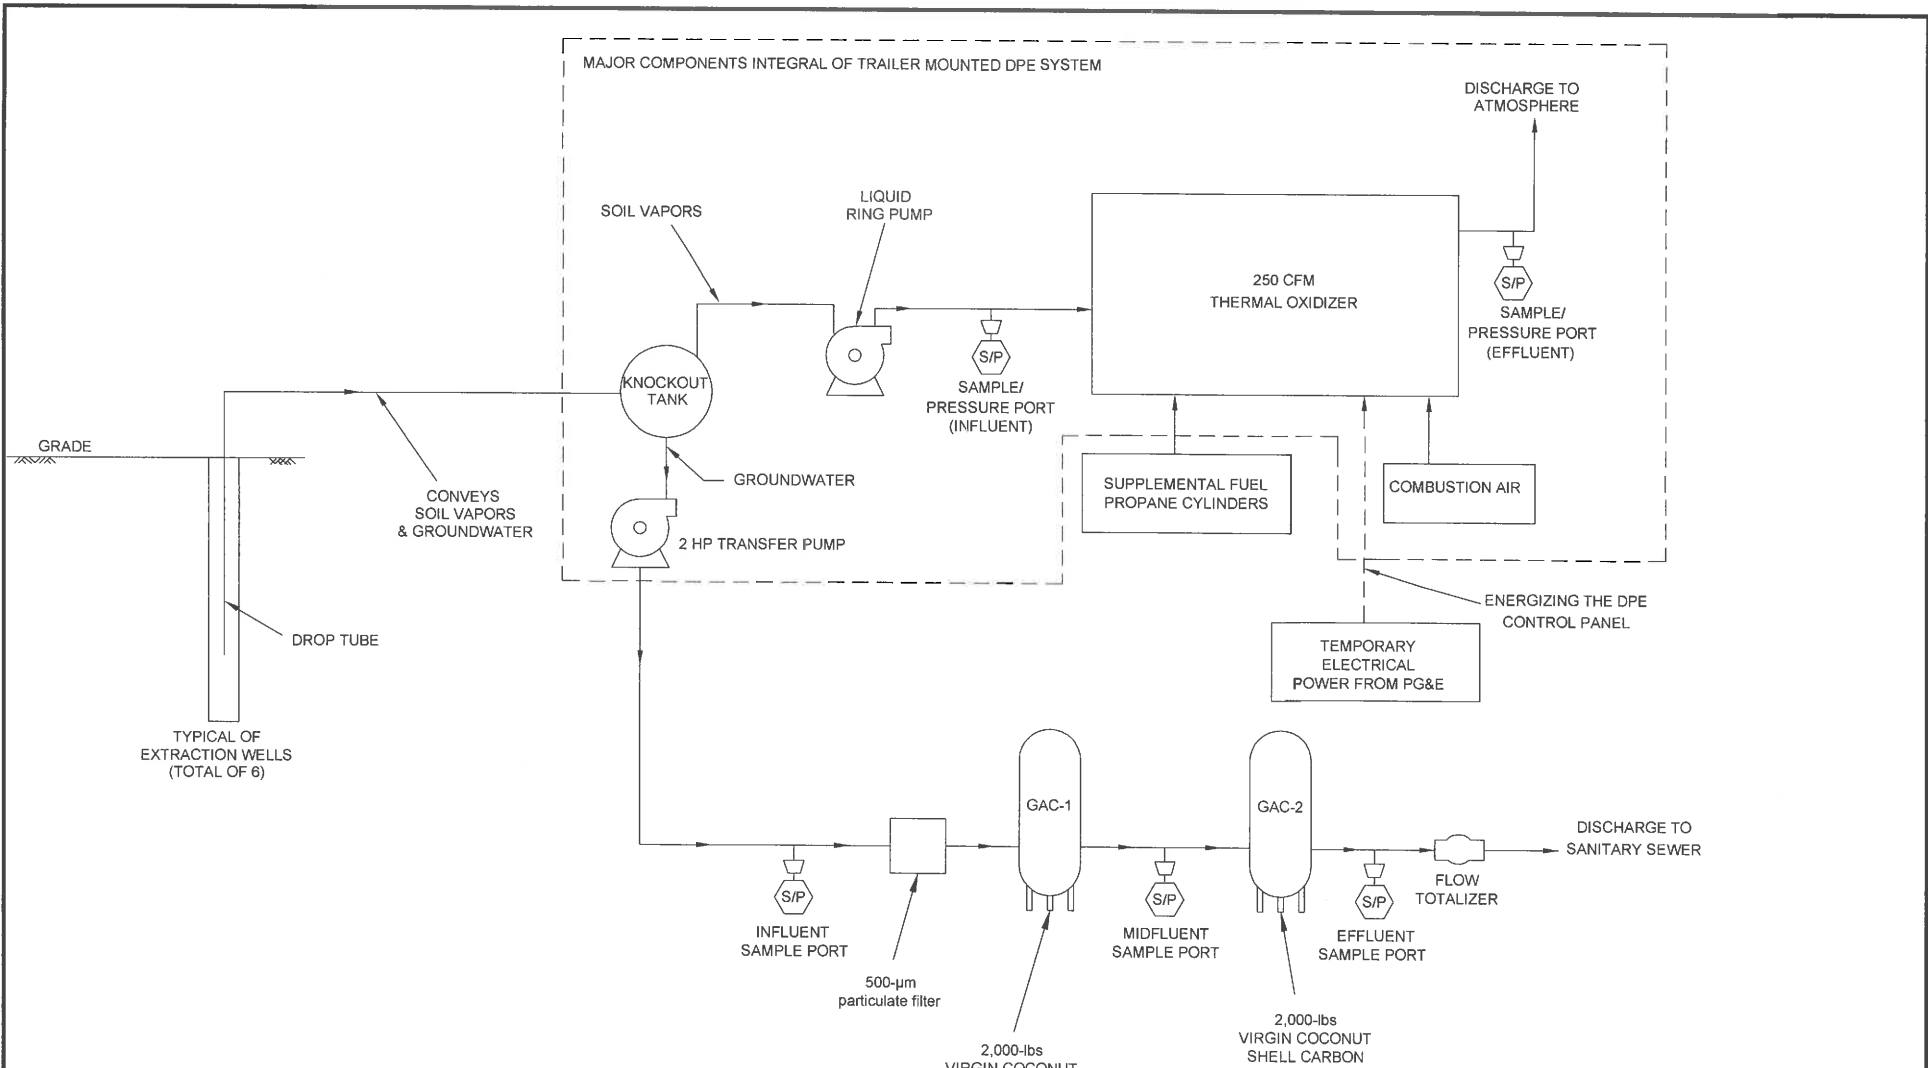 MAJOR COMPONENTS INTEGRAL OF TRAILER MOUNTED DPE SYSTEM
DISCHARGE TO
ATMOSPHERE
SOIL VAPORS
LIQUID
RING PUMP
250 CFM
THERMAL OXIDIZER
S/P
SAMPLE/
PRESSURE PORT
(EFFLUENT)
S/P
SAMPLE/
PRESSURE PORT
(INFLUENT)
KNOCKOUT
TANK
GRADE
CONVEYS
SOIL VAPORS
& GROUNDWATER
GROUNDWATER
SUPPLEMENTAL FUEL
PROPANE CYLINDERS
COMBUSTION AIR
2 HP TRANSFER PUMP
ENERGIZING THE DPE
CONTROL PANEL
DROP TUBE
TEMPORARY
ELECTRICAL
POWER FROM PG&E
TYPICAL OF
EXTRACTION WELLS
(TOTAL OF 6)
GAC-1
GAC-2
DISCHARGE TO
SANITARY SEWER
FLOW
TOTALIZER
S/P
INFLUENT
SAMPLE PORT
S/P
MIDFLUENT
SAMPLE PORT
S/P
EFFLUENT
SAMPLE PORT
500-µm
particulate filter
2,000-lbs
VIRGIN COCONUT
2,000-lbs
VIRGIN COCONUT
SHELL CARBON